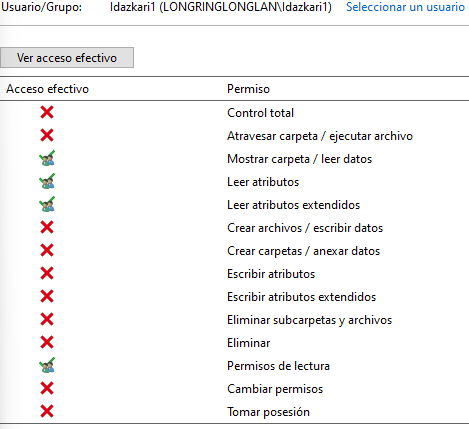 Usuario/Grupo: Idazkari1 (LONGRINGLONGLAN\Idazkari1) Seleccionar un usuario
Ver acceso efectivo
Acceso efectivo Permiso
Control total
Atravesar carpeta / ejecutar archivo
Mostrar carpeta / leer datos
Leer atributos
Leer atributos extendidos
Crear archivos / escribir datos
Crear carpetas / anexar datos
Escribir atributos
Escribir atributos extendidos
Eliminar subcarpetas y archivos
Eliminar
Permisos de lectura
Cambiar permisos
Tomar posesión